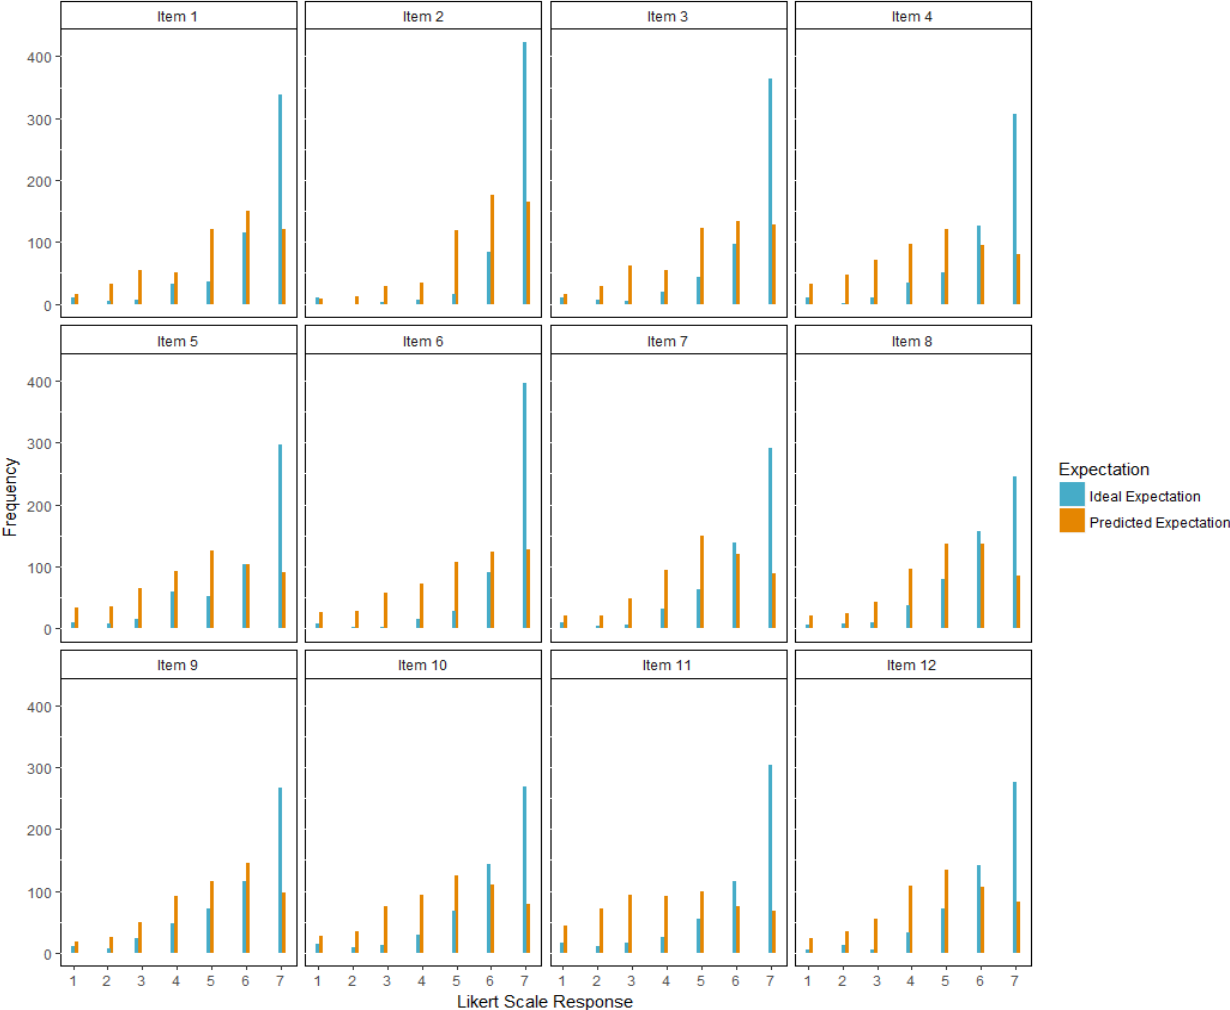 Item 1 Item 2 Item 3 Item 4
400
300
200
100
0
Item 5 Item 6 Item 7 Item 8
400
300
200
100
0
Item 9 Item 10 Item 11 Item 12
400
300
200
100
0
1 2 3 4 5 6 7 1 2 3 4 5 6 7 1 2 3 4 5 6 7 1 2 3 4 5 6 7
Likert Scale Response
Frequency
Expectation
Ideal Expectation
Predicted Expectation